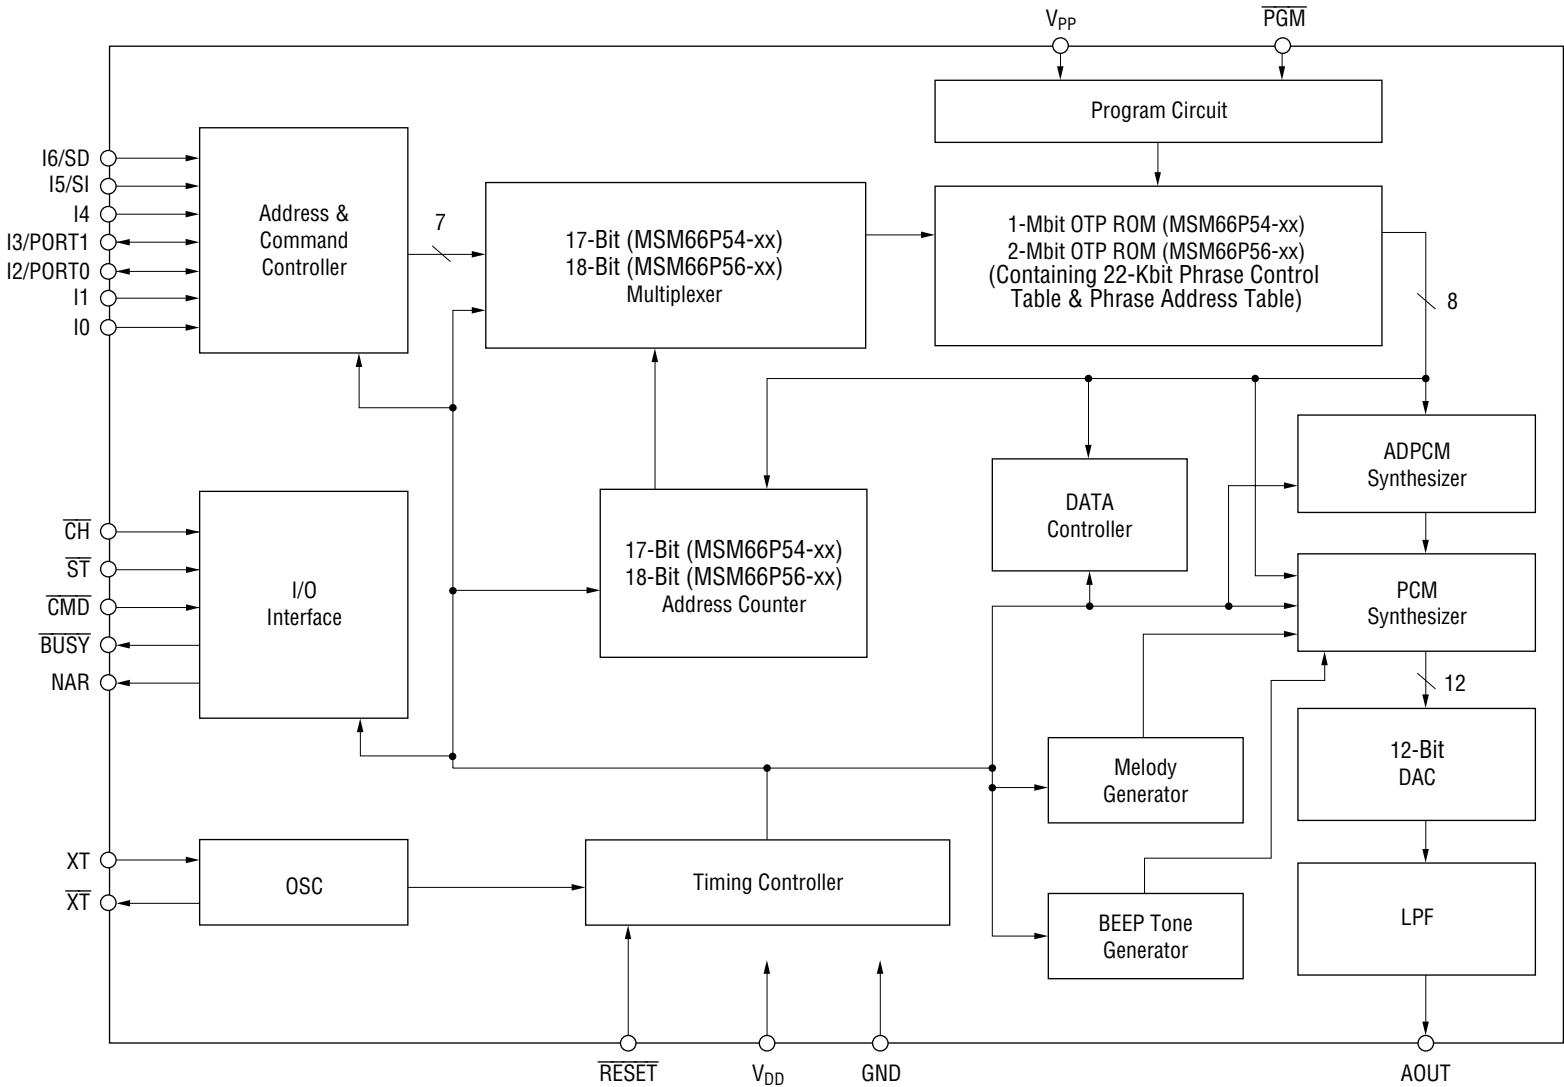 VPP
PGM
Program Circuit
I6/SD
I5/SI
I4
I3/PORT1
I2/PORT0
I1
I0
Address &
Command
Controller
7
17-Bit (MSM66P54-xx)
18-Bit (MSM66P56-xx)
Multiplexer
1-Mbit OTP ROM (MSM66P54-xx)
2-Mbit OTP ROM (MSM66P56-xx)
(Containing 22-Kbit Phrase Control
Table & Phrase Address Table)
8
ADPCM
Synthesizer
DATA
Controller
CH
ST
CMD
BUSY
NAR
I/O
Interface
17-Bit (MSM66P54-xx)
18-Bit (MSM66P56-xx)
Address Counter
PCM
Synthesizer
12
Melody
Generator
12-Bit
DAC
XT
XT
OSC
Timing Controller
BEEP Tone
Generator
LPF
RESET
VDD
GND
AOUT